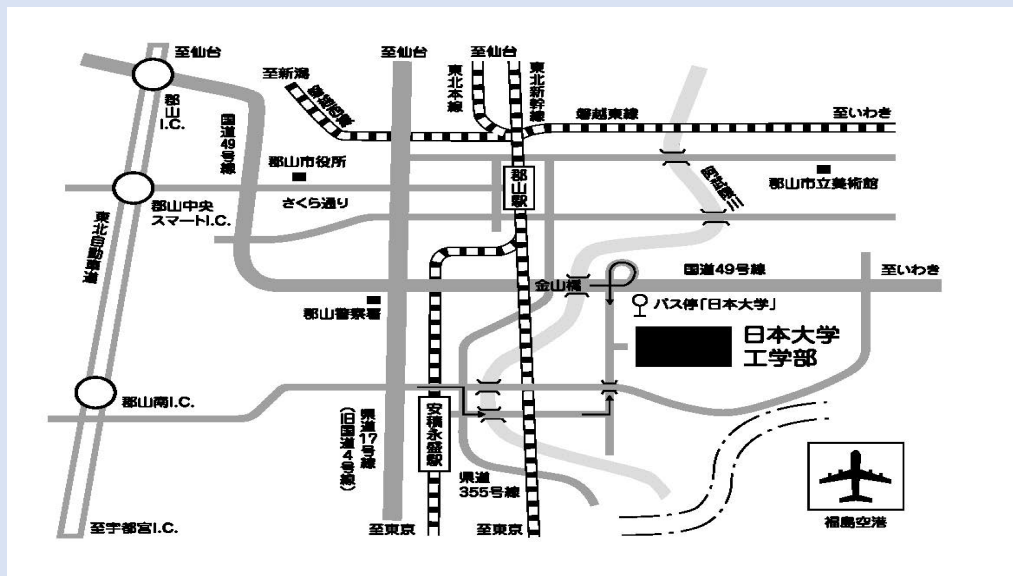 至仙台
至仙台
至仙台
至新潟
磐越西線
東北本線
東北新幹線
磐越東線
至いわき
郡山
I.C.
国道49号線
郡山市役所
郡山駅
阿武隈川
郡山市立美術館
郡山中央
スマートI.C.
さくら通り
東北自動車道
金山橋
国道49号線
至いわき
郡山警察署
バス停「日本大学」
日本大学
工学部
郡山南I.C.
県道17号線
(旧国道4号線)
安積永盛駅
県道
355号線
至宇都宮I.C.
至東京
至東京
福島空港